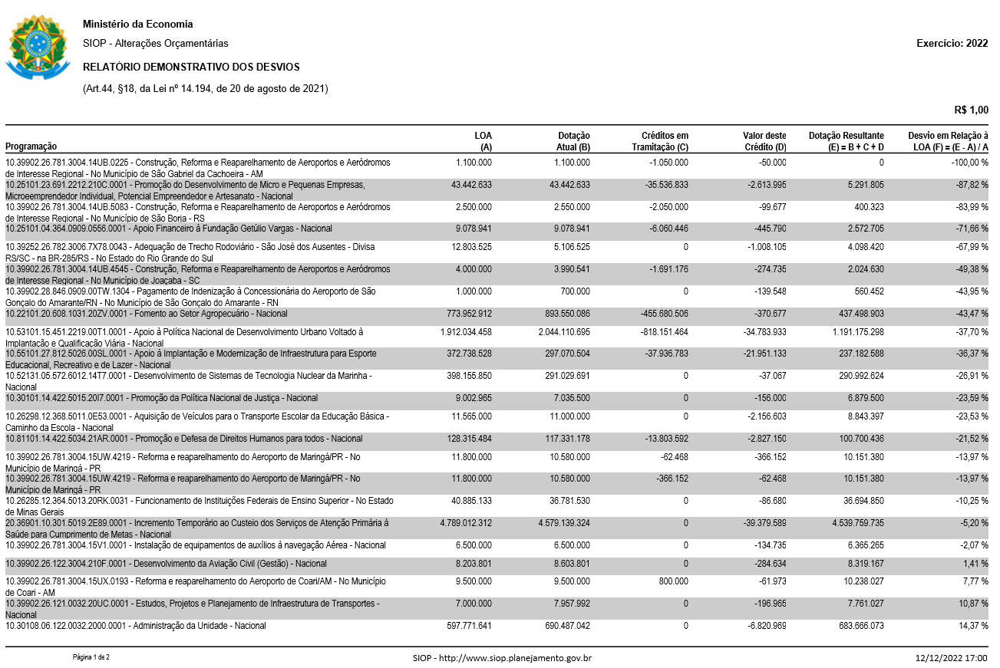 Ministério da Economia
SIOP - Alterações Orçamentárias
Exercício: 2022
RELATÓRIO DEMONSTRATIVO DOS DESVIOS
(Art.44, §18, da Lei nº 14.194, de 20 de agosto de 2021)
R$ 1,00
LOA Dotação Créditos em Valor deste Dotação Resultante Desvio em Relação à
Programação (A) Atual (B) Tramitação (C) Crédito (D) (E) = B + C + D LOA (F) = (E - A) / A
10.39902.26.781.3004.14UB.0225 - Construção, Reforma e Reaparelhamento de Aeroportos e Aeródromos 1.100.000 1.100.000 -1.050.000 -50.000 0 -100,00 %
de Interesse Regional - No Município de São Gabriel da Cachoeira - AM
10.25101.23.691.2212.210C.0001 - Promoção do Desenvolvimento de Micro e Pequenas Empresas, 43.442.633 43.442.633 -35.536.833 -2.613.995 5.291.805 -87,82 %
Microeempreendedor Individual, Potencial Empreendedor e Artesanato - Nacional
10.39902.26.781.3004.14UB.5083 - Construção, Reforma e Reaparelhamento de Aeroportos e Aeródromos 2.500.000 2.550.000 -2.050.000 -99.677 400.323 -83,99 %
de Interesse Regional - No Município de São Borja - RS
10.25101.04.364.0909.0556.0001 - Apoio Financeiro à Fundação Getúlio Vargas - Nacional 9.078.941 9.078.941 -6.060.446 -445.790 2.572.705 -71,66 %
10.39252.26.782.3006.7X78.0043 - Adequação de Trecho Rodoviário - São José dos Ausentes - Divisa 12.803.525 5.106.525 0 -1.008.105 4.098.420 -67,99 %
RS/SC - na BR-285/RS - No Estado do Rio Grande do Sul
10.39902.26.781.3004.14UB.4545 - Construção, Reforma e Reaparelhamento de Aeroportos e Aeródromos 4.000.000 3.990.541 -1.691.176 -274.735 2.024.630 -49,38 %
de Interesse Regional - No Município de Joaçaba - SC
10.39902.28.846.0909.00TW.1304 - Pagamento de Indenização à Concessionária do Aeroporto de São 1.000.000 700.000 0 -139.548 560.452 -43,95 %
Gonçalo do Amarante/RN - No Município de São Gonçalo do Amarante - RN
10.22101.20.608.1031.20ZV.0001 - Fomento ao Setor Agropecuário - Nacional 773.952.912 893.550.086 -455.680.506 -370.677 437.498.903 -43,47 %
10.53101.15.451.2219.00T1.0001 - Apoio à Política Nacional de Desenvolvimento Urbano Voltado à 1.912.034.458 2.044.110.695 -818.151.464 -34.783.933 1.191.175.298 -37,70 %
Implantação e Qualificação Viária - Nacional
10.55101.27.812.5026.00SL.0001 - Apoio à Implantação e Modernização de Infraestrutura para Esporte 372.738.528 297.070.504 -37.936.783 -21.951.133 237.182.588 -36,37 %
Educacional, Recreativo e de Lazer - Nacional
10.52131.05.572.6012.14T7.0001 - Desenvolvimento de Sistemas de Tecnologia Nuclear da Marinha - 398.155.850 291.029.691 0 -37.067 290.992.624 -26,91 %
Nacional
10.30101.14.422.5015.20I7.0001 - Promoção da Política Nacional de Justiça - Nacional 9.002.965 7.035.500 0 -156.000 6.879.500 -23,59 %
10.26298.12.368.5011.0E53.0001 - Aquisição de Veículos para o Transporte Escolar da Educação Básica - 11.565.000 11.000.000 0 -2.156.603 8.843.397 -23,53 %
Caminho da Escola - Nacional
10.81101.14.422.5034.21AR.0001 - Promoção e Defesa de Direitos Humanos para todos - Nacional 128.315.484 117.331.178 -13.803.592 -2.827.150 100.700.436 -21,52 %
10.39902.26.781.3004.15UW.4219 - Reforma e reaparelhamento do Aeroporto de Maringá/PR - No 11.800.000 10.580.000 -62.468 -366.152 10.151.380 -13,97 %
Município de Maringá - PR
10.39902.26.781.3004.15UW.4219 - Reforma e reaparelhamento do Aeroporto de Maringá/PR - No 11.800.000 10.580.000 -366.152 -62.468 10.151.380 -13,97 %
Município de Maringá - PR
10.26285.12.364.5013.20RK.0031 - Funcionamento de Instituições Federais de Ensino Superior - No Estado 40.885.133 36.781.530 0 -86.680 36.694.850 -10,25 %
de Minas Gerais
20.36901.10.301.5019.2E89.0001 - Incremento Temporário ao Custeio dos Serviços de Atenção Primária à 4.789.012.312 4.579.139.324 0 -39.379.589 4.539.759.735 -5,20 %
Saúde para Cumprimento de Metas - Nacional
10.39902.26.781.3004.15V1.0001 - Instalação de equipamentos de auxílios à navegação Aérea - Nacional 6.500.000 6.500.000 0 -134.735 6.365.265 -2,07 %
10.39902.26.122.3004.210F.0001 - Desenvolvimento da Aviação Civil (Gestão) - Nacional 8.203.801 8.603.801 0 -284.634 8.319.167 1,41 %
10.39902.26.781.3004.15UX.0193 - Reforma e reaparelhamento do Aeroporto de Coari/AM - No Município 9.500.000 9.500.000 800.000 -61.973 10.238.027 7,77 %
de Coari - AM
10.39902.26.121.0032.20UC.0001 - Estudos, Projetos e Planejamento de Infraestrutura de Transportes - 7.000.000 7.957.992 0 -196.965 7.761.027 10,87 %
Nacional
10.30108.06.122.0032.2000.0001 - Administração da Unidade - Nacional 597.771.641 690.487.042 0 -6.820.969 683.666.073 14,37 %
Página 1 de 2 SIOP - http://www.siop.planejamento.gov.br 12/12/2022 17:00